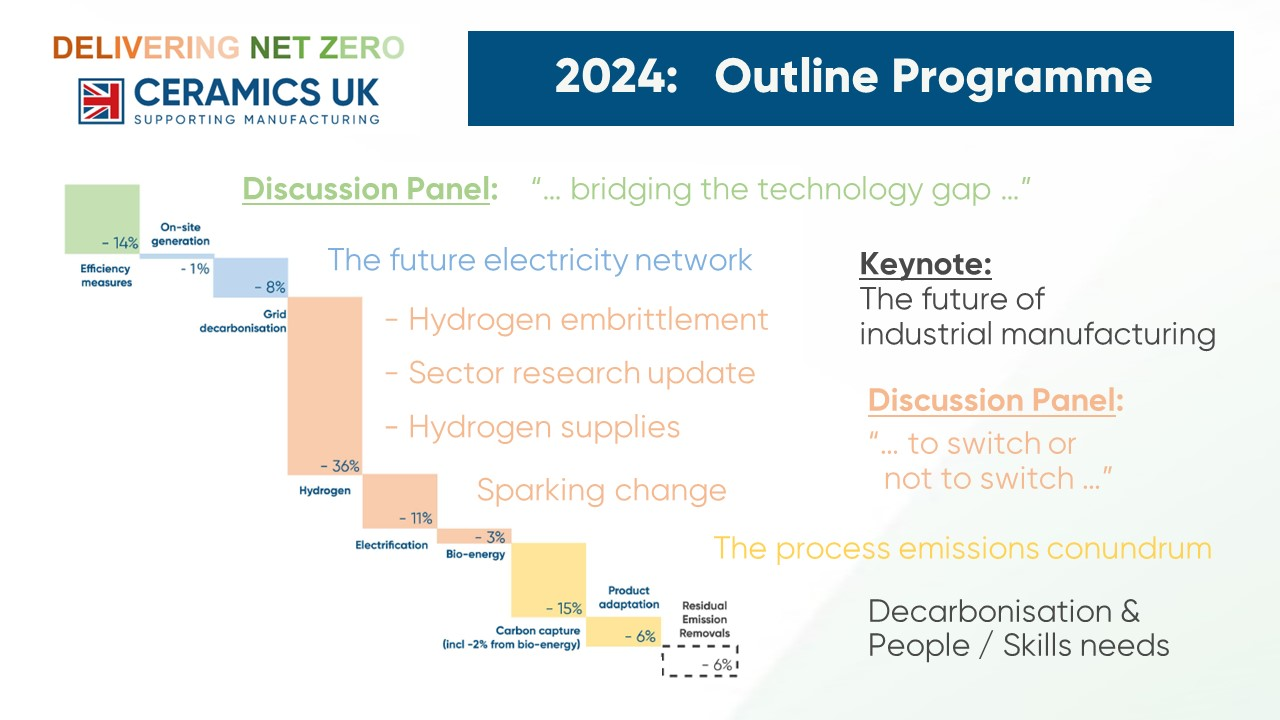 DELIVERING NET ZERO
CERAMICS UK
SUPPORTING MANUFACTURING
2024: Outline Programme
Discussion Panel: “... bridging the technology gap ...”
- 14%
Efficiency
measures
On-site
generation
- 1%
- 8%
Grid
decarbonisation
The future electricity network
- Hydrogen embrittlement
- Sector research update
- Hydrogen supplies
- 36%
Hydrogen
Sparking change
- 11%
Electrification
- 3%
Bio-energy
Keynote:
The future of
industrial manufacturing
Discussion Panel:
“... to switch or
not to switch ...”
The process emissions conundrum
- 15%
Carbon capture
(incl -2% from bio-energy)
Product
adaptation
- 6%
Residual
Emission
Removals
- 6%
Decarbonisation &
People / Skills needs